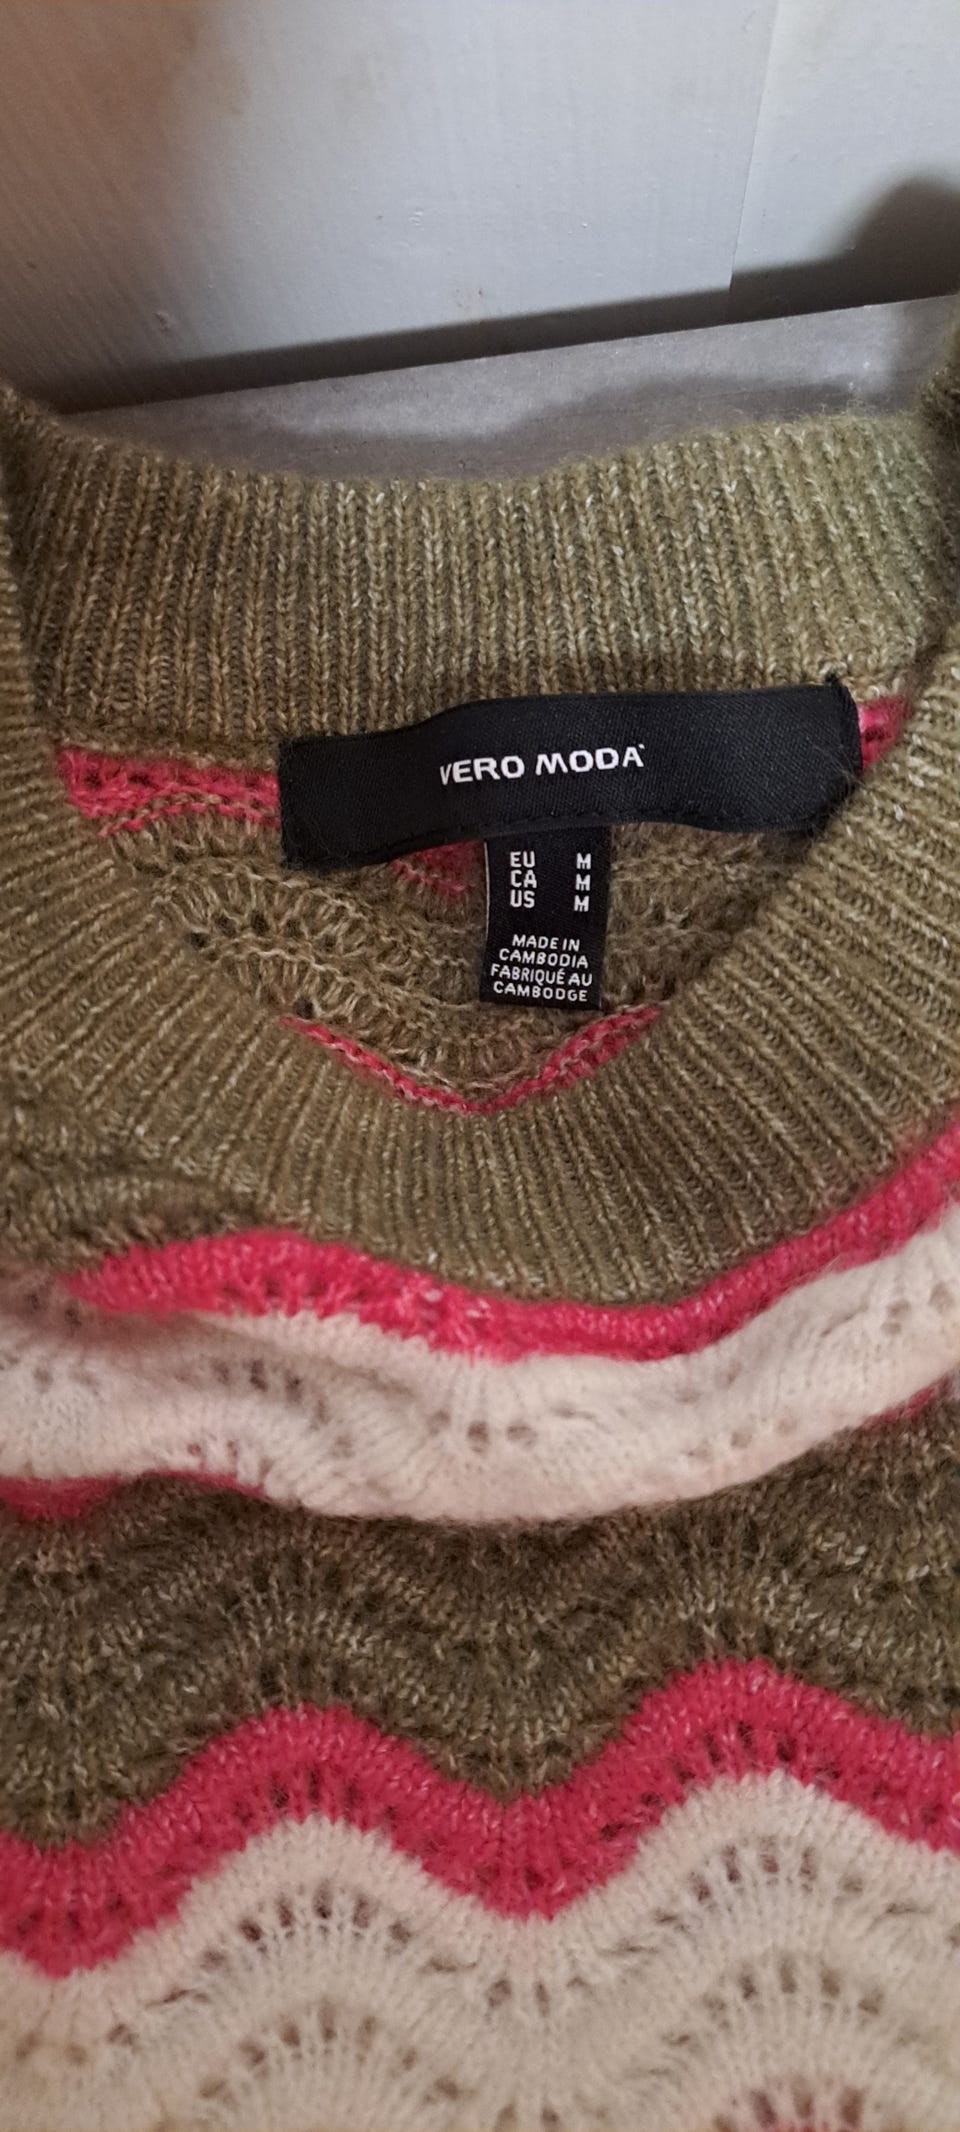 VERO MODA
EU M
CA M
US M
MADE IN
CAMBODIA
FABRIQUÉ AU
CAMBODGE